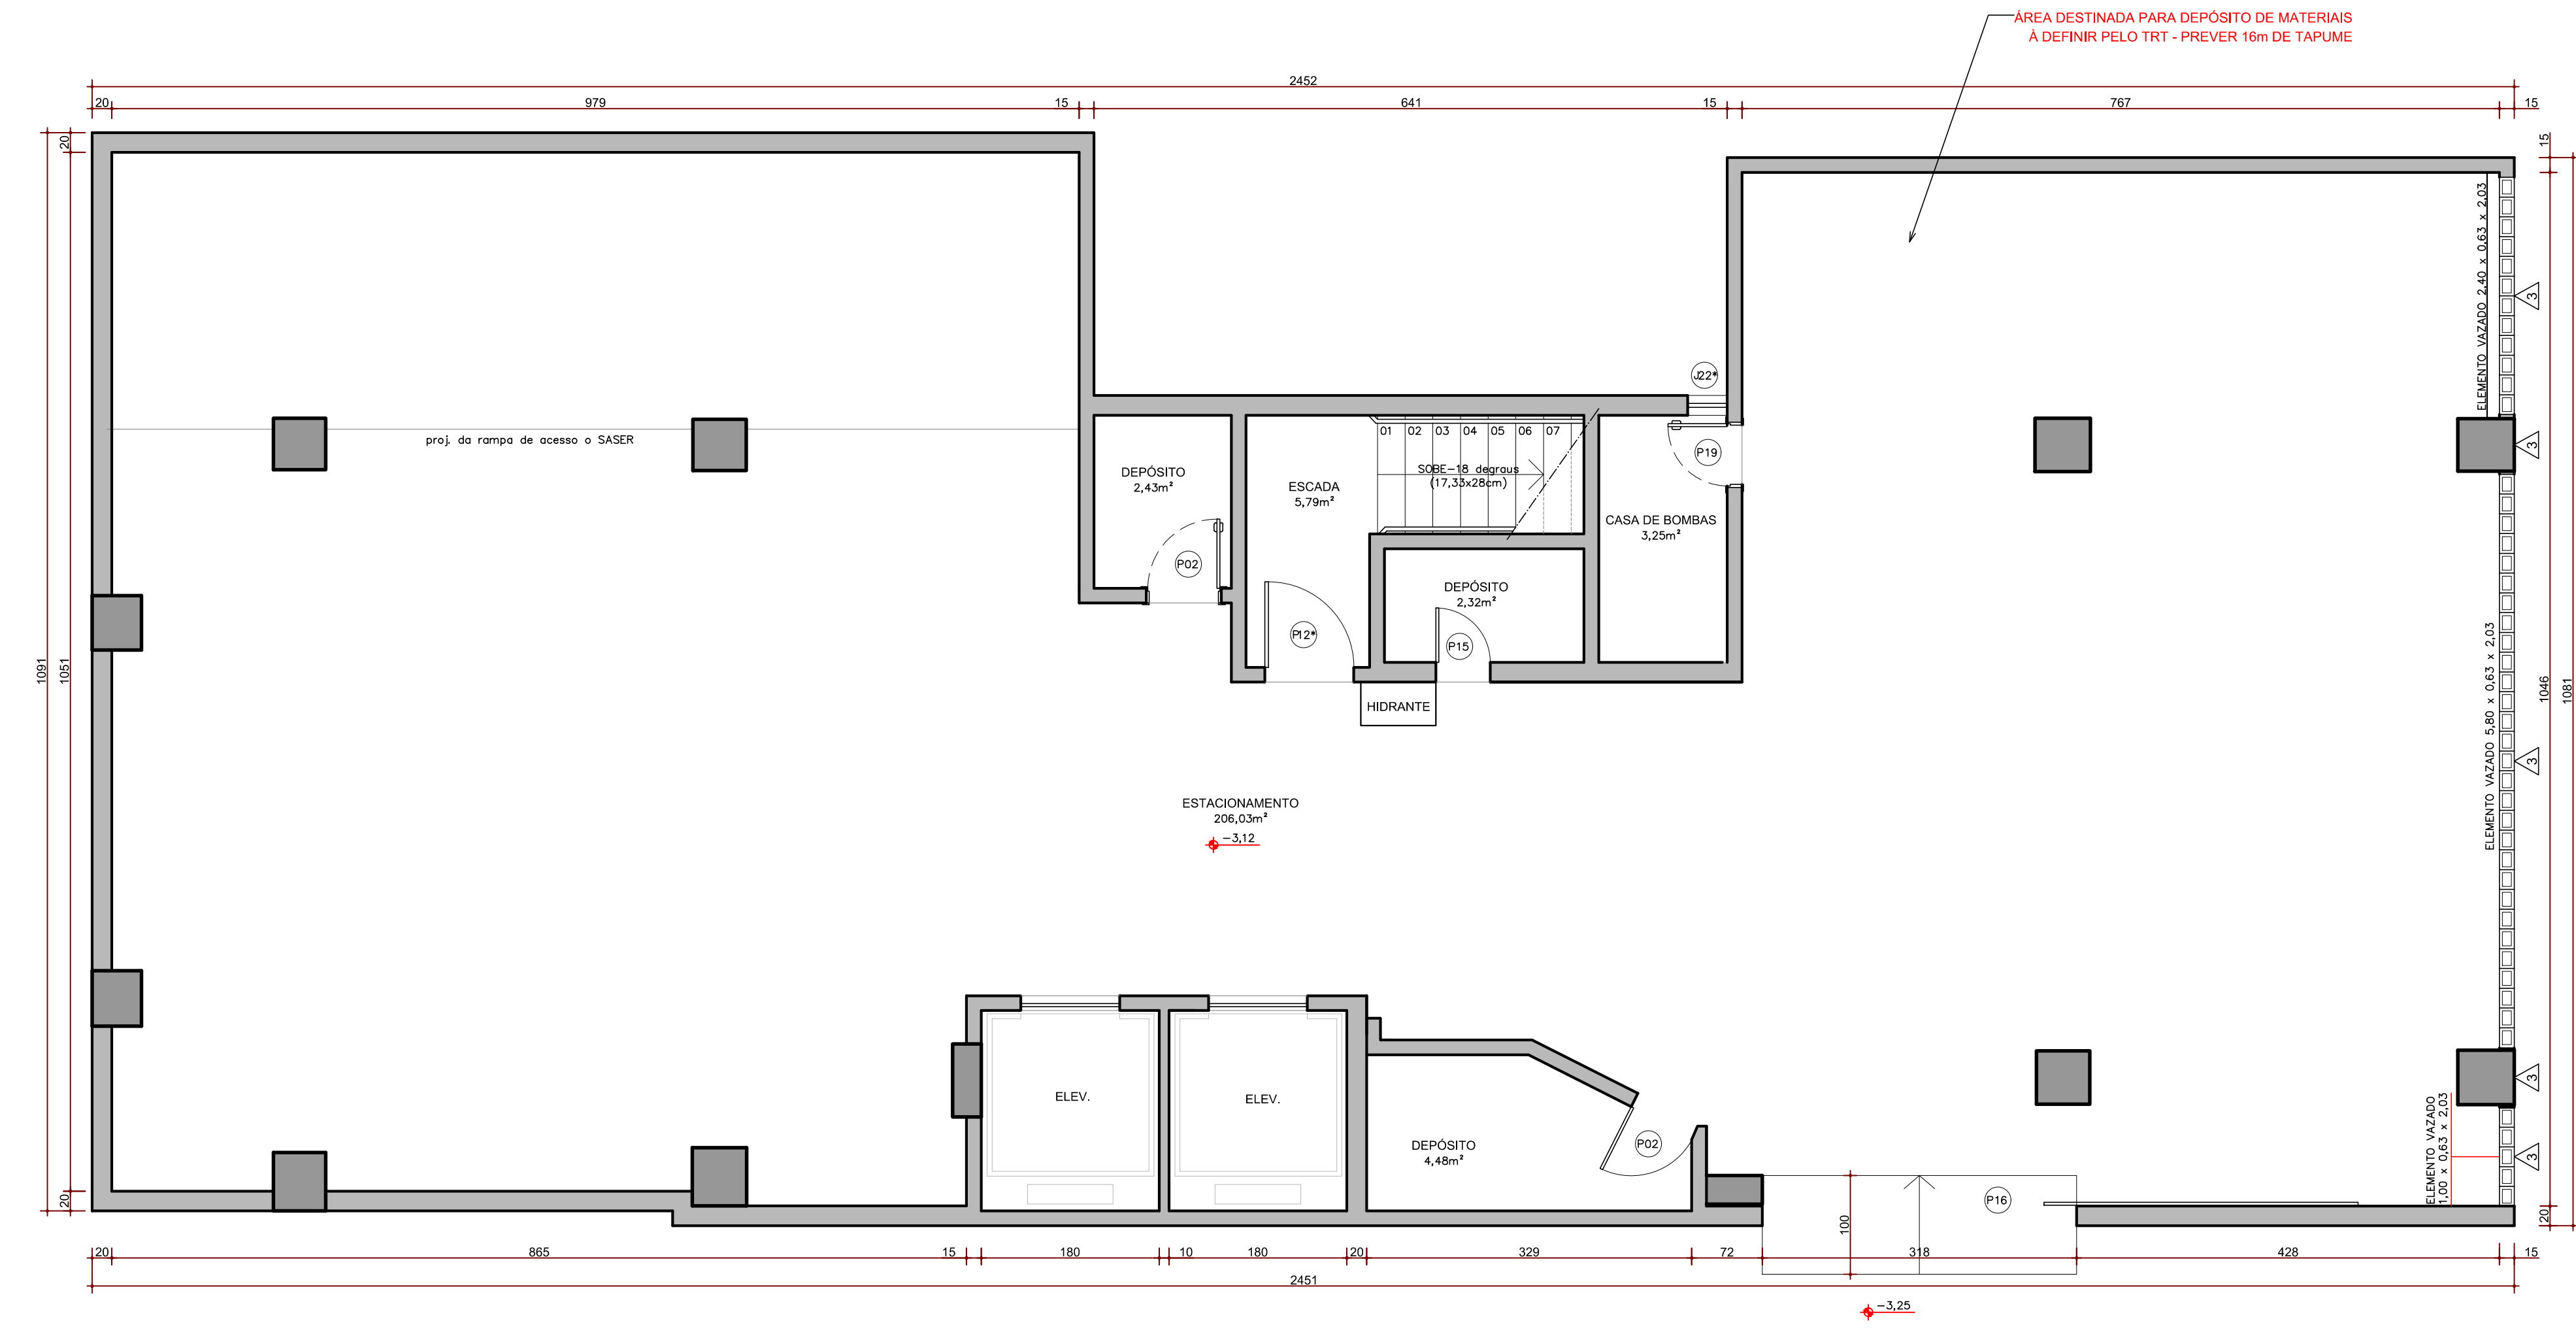 ÁREA DESTINADA PARA DEPÓSITO DE MATERIAIS
À DEFINIR PELO TRT - PREVER 16m DE TAPUME
2452
20
979
15
641
15
767
15
20
15
1091
1051
20
1046
1081
20
J22*
P19
proj. da rampa de acesso o SASER
01 02 03 04 05 06 07
SOBE-18 degraus
(17,33x28cm)
DEPÓSITO
2,43m²
ESCADA
5,79m²
CASA DE BOMBAS
3,25m²
P02
DEPÓSITO
2,32m²
P12*
P15
HIDRANTE
ELEMENTO VAZADO 2,40 x 0,63 x 2,03
3
3
ELEMENTO VAZADO 5,80 x 0,63 x 2,03
3
3
ELEMENTO VAZADO
1,00 x 0,63 x 2,03
3
ESTACIONAMENTO
206,03m²
-3,12
ELEV.
ELEV.
DEPÓSITO
4,48m²
P02
P16
100
20
865
15
180
10
180
20
329
72
318
428
15
2451
-3,25